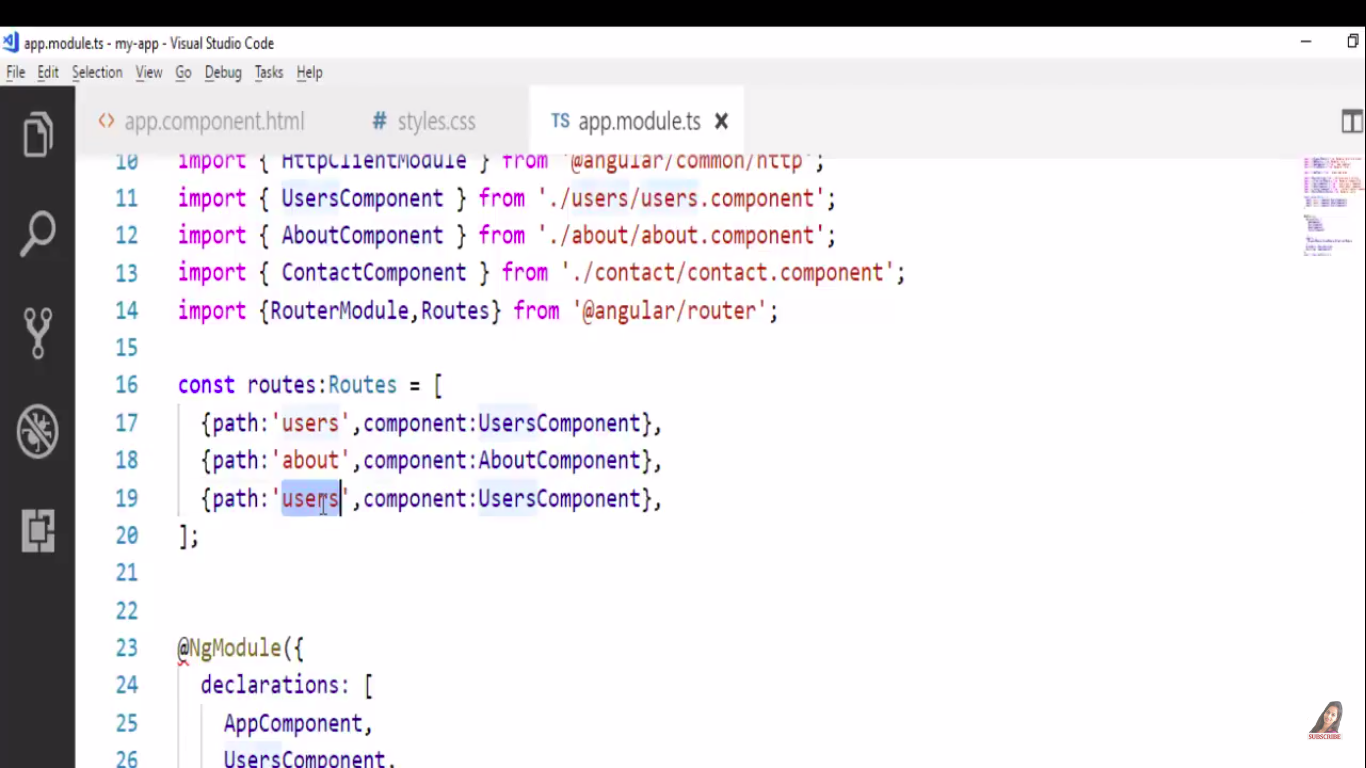 app.module.ts - my-app - Visual Studio Code
File Edit Selection View Go Debug Tasks Help
<> app.component.html # styles.css TS app.module.ts ×
10 import { HttpClientModule } from '@angular/common/http';
11 import { UsersComponent } from './users/users.component';
12 import { AboutComponent } from './about/about.component';
13 import { ContactComponent } from './contact/contact.component';
14 import {RouterModule,Routes} from '@angular/router';
15
16 const routes:Routes = [
17 {path:'users',component:UsersComponent},
18 {path:'about',component:AboutComponent},
19 {path:'users',component:UsersComponent},
20 ];
21
22
23 @NgModule({
24 declarations: [
25 AppComponent,
26 UsersComponent,
SUBSCRIBE